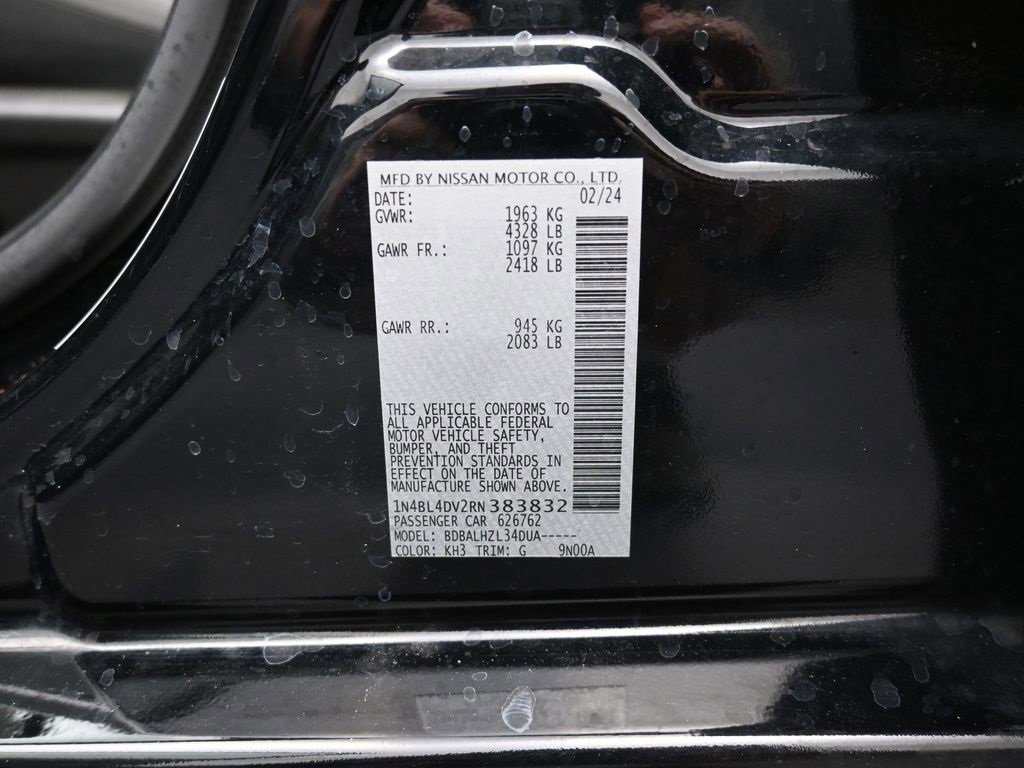 MFD BY NISSAN MOTOR CO., LTD.
DATE: 02/24
GVWR: 1963 KG
4328 LB
GAWR FR.: 1097 KG
2418 LB
GAWR RR.: 945 KG
2083 LB
THIS VEHICLE CONFORMS TO
ALL APPLICABLE FEDERAL
MOTOR VEHICLE SAFETY,
BUMPER, AND THEFT
PREVENTION STANDARDS IN
EFFECT ON THE DATE OF
MANUFACTURE SHOWN ABOVE.
1N4BL4DV2RN383832
PASSENGER CAR 626762
MODEL: BDBALHZL34DUA-----
COLOR: KH3 TRIM: G 9N00A